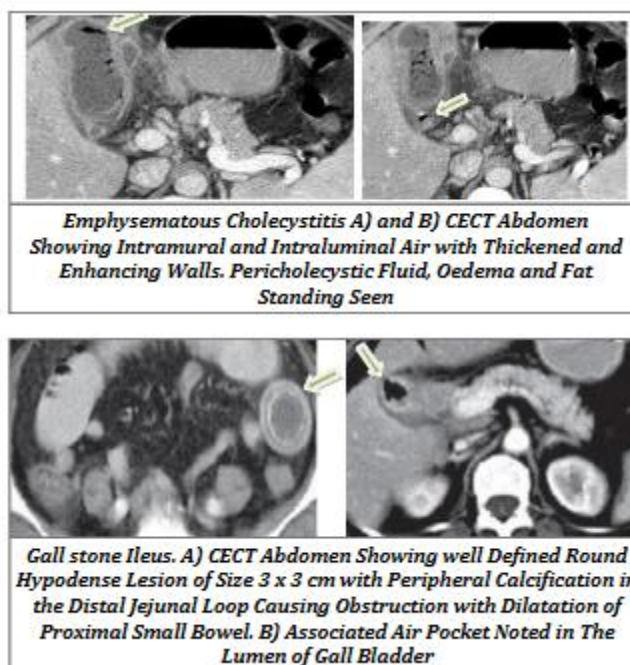 Emphysematous Cholecystitis A) and B) CECT Abdomen
Showing Intramural and Intraluminal Air with Thickened and
Enhancing Walls. Pericholecystic Fluid, Oedema and Fat
Standing Seen
Gall stone Ileus. A) CECT Abdomen Showing well Defined Round
Hypodense Lesion of Size 3 x 3 cm with Peripheral Calcification in
the Distal Jejunal Loop Causing Obstruction with Dilatation of
Proximal Small Bowel. B) Associated Air Pocket Noted in The
Lumen of Gall Bladder